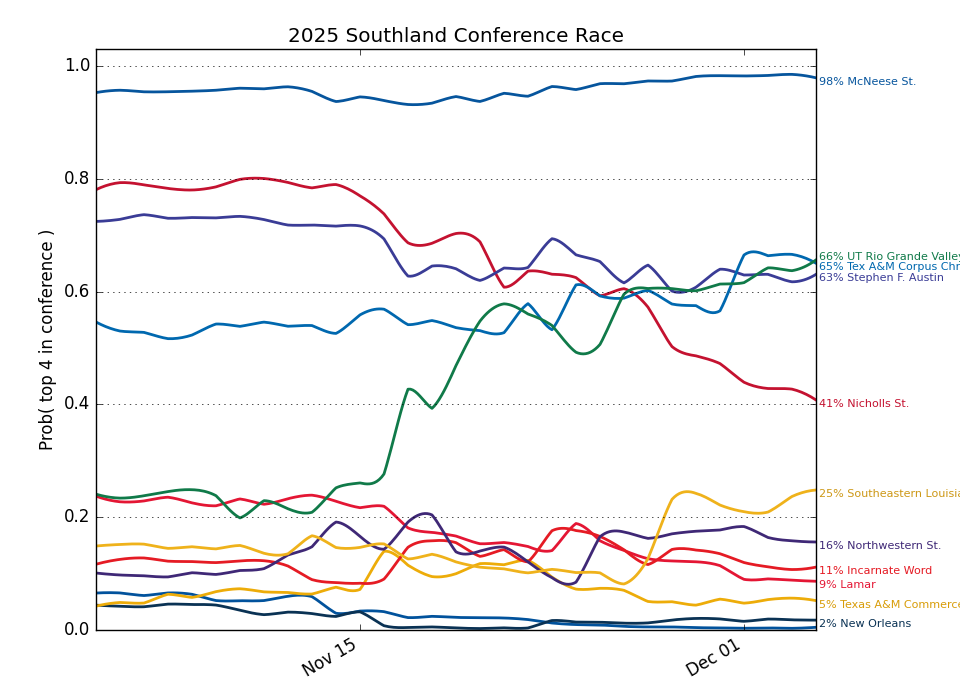 2025 Southland Conference Race
Prob( top 4 in conference )
1.0
0.8
0.6
0.4
0.2
0.0
Nov 15
Dec 01
98% McNeese St.
66% UT Rio Grande Valley
65% Tex A&M Corpus Chr
63% Stephen F. Austin
41% Nicholls St.
25% Southeastern Louisia
16% Northwestern St.
11% Incarnate Word
9% Lamar
5% Texas A&M Commerce
2% New Orleans